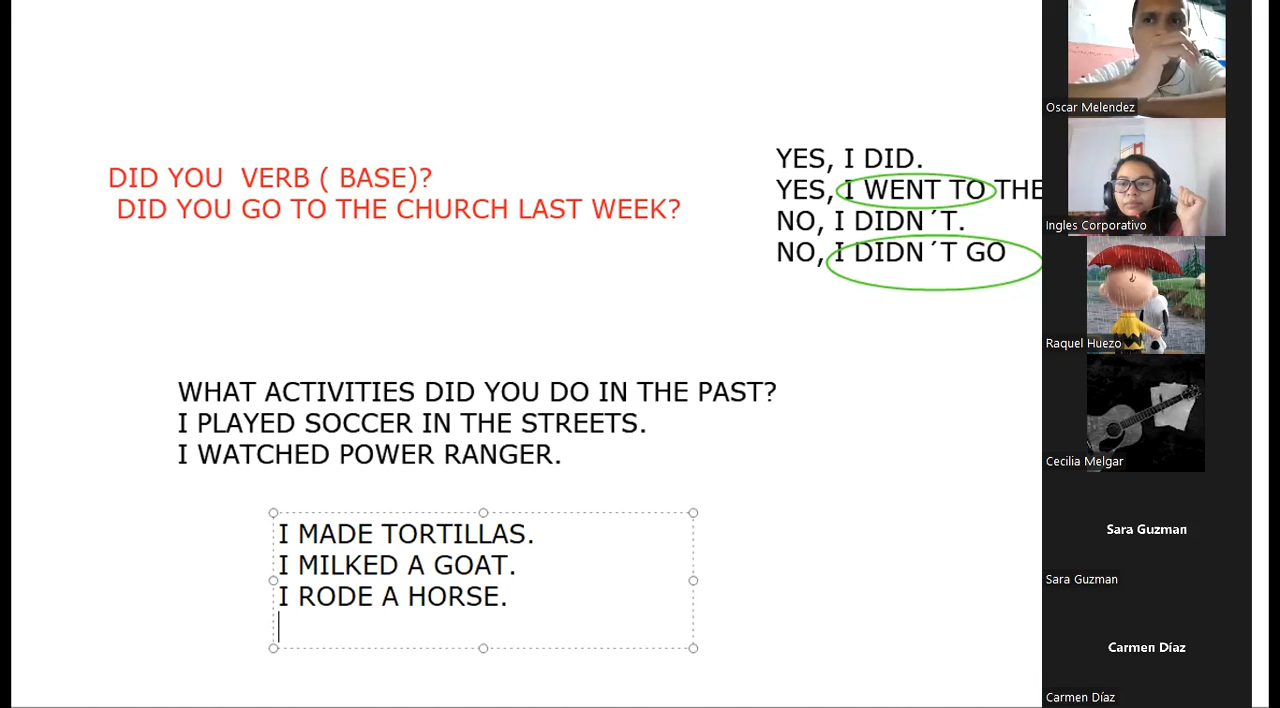 DID YOU VERB ( BASE)?
DID YOU GO TO THE CHURCH LAST WEEK?
YES, I DID.
YES, I WENT TO THE
NO, I DIDN´T.
NO, I DIDN´T GO
WHAT ACTIVITIES DID YOU DO IN THE PAST?
I PLAYED SOCCER IN THE STREETS.
I WATCHED POWER RANGER.
I MADE TORTILLAS.
I MILKED A GOAT.
I RODE A HORSE.
Oscar Melendez
Ingles Corporativo
Raquel Huezo
Cecilia Melgar
Sara Guzman
Sara Guzman
Carmen Díaz
Carmen Díaz